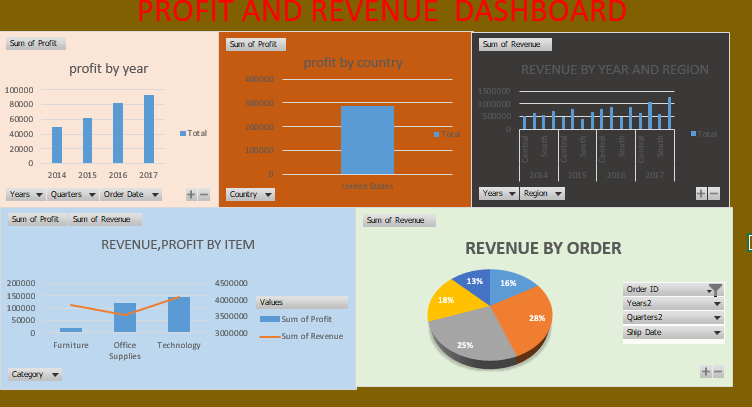 PROFIT AND REVENUE DASHBOARD
Sum of Profit
profit by year
100000
80000
60000
40000
20000
0
2014 2015 2016 2017
Total
Years Quarters Order Date
Sum of Profit
profit by country
400000
300000
200000
100000
0
United States
Total
Country
Sum of Revenue
REVENUE BY YEAR AND REGION
1500000
1000000
500000
0
Central South Central South Central South Central South
2014 2015 2016 2017
Total
Years Region
Sum of Profit Sum of Revenue
REVENUE,PROFIT BY ITEM
200000
150000
100000
50000
0
4500000
4000000
3500000
3000000
Furniture Office Supplies Technology
Values
Sum of Profit
Sum of Revenue
Category
Sum of Revenue
REVENUE BY ORDER
13%
16%
18%
28%
25%
Order ID
Years2
Quarters2
Ship Date